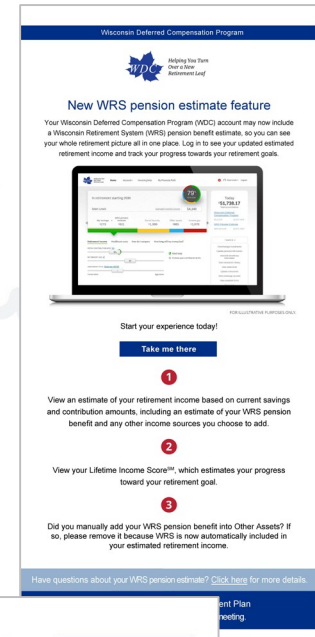 Wisconsin Deferred Compensation Program
WDC
Helping You Turn
Over a New
Retirement Leaf
New WRS pension estimate feature
Your Wisconsin Deferred Compensation Program (WDC) account may now include
a Wisconsin Retirement System (WRS) pension benefit estimate, so you can see
your whole retirement picture all in one place. Log in to see your updated estimated
retirement income and track your progress towards your retirement goals.
79
FOR ILLUSTRATIVE PURPOSES ONLY.
Start your experience today!
Take me there
1
View an estimate of your retirement income based on current savings
and contribution amounts, including an estimate of your WRS pension
benefit and any other income sources you choose to add.
2
View your Lifetime Income Score℠, which estimates your progress
toward your retirement goal.
3
Did you manually add your WRS pension benefit into Other Assets? If
so, please remove it because WRS is now automatically included in
your estimated retirement income.
Have questions about your WRS pension estimate? Click here for more details.
ent Plan
neeting.